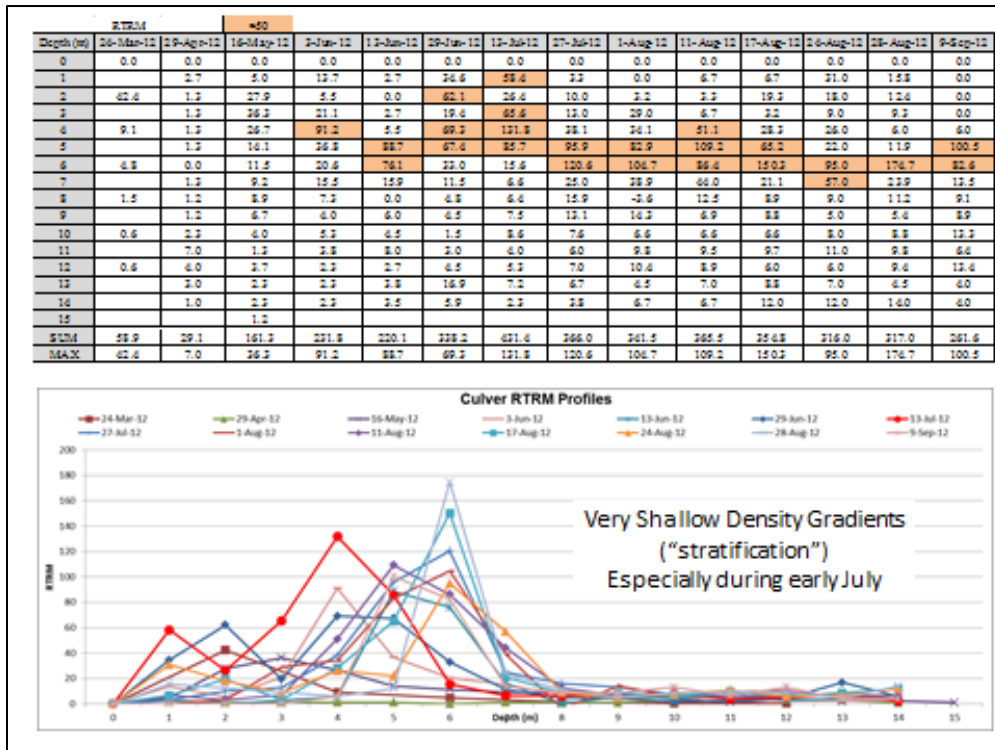 RTRM ≈50
Depth (m) 24-Mar-12 29-Apr-12 16-May-12 3-Jun-12 13-Jun-12 29-Jun-12 13-Jul-12 27-Jul-12 1-Aug-12 11-Aug-12 17-Aug-12 24-Aug-12 28-Aug-12 9-Sep-12
0 0.0 0.0 0.0 0.0 0.0 0.0 0.0 0.0 0.0 0.0 0.0 0.0 0.0 0.0
1 2.7 5.0 13.7 2.7 34.6 58.4 3.3 0.0 6.7 6.7 31.0 15.8 0.0
2 42.4 1.3 27.9 5.5 0.0 62.1 26.4 10.0 3.2 3.3 19.3 18.0 12.4 0.0
3 1.3 36.3 21.1 2.7 19.4 65.6 13.0 29.0 6.7 3.2 9.0 9.3 0.0
4 9.1 1.3 26.7 91.2 5.5 69.3 131.8 38.1 34.1 51.1 28.3 26.0 6.0 6.0
5 1.3 14.1 36.8 88.7 67.4 85.7 95.9 82.9 109.2 65.2 22.0 11.9 100.5
6 4.8 0.0 11.5 20.6 76.1 33.0 15.6 120.6 104.7 86.4 150.3 95.0 174.7 82.6
7 1.3 9.2 15.5 15.9 11.5 6.6 25.0 38.9 44.0 21.1 57.0 23.9 13.5
8 1.5 1.2 8.9 7.3 0.0 4.8 6.4 15.9 -3.6 12.5 8.9 9.0 11.2 9.1
9 1.2 6.7 4.0 6.0 4.5 7.5 13.1 14.3 6.9 8.8 5.0 5.4 8.9
10 0.6 2.3 4.0 5.3 4.5 1.5 8.6 7.6 6.6 6.6 6.6 8.0 8.8 13.3
11 7.0 1.3 3.8 8.0 3.0 4.0 6.0 9.8 9.5 9.7 11.0 9.8 6.4
12 0.6 4.0 3.7 2.3 2.7 4.5 5.3 7.0 10.4 8.9 6.0 6.0 9.4 13.4
13 3.0 2.3 2.3 3.8 16.9 7.2 6.7 4.5 7.0 8.8 7.0 4.5 4.0
14 1.0 2.3 2.3 3.5 5.9 2.3 3.8 6.7 6.7 12.0 12.0 14.0 4.0
15 1.2
SUM 58.9 29.1 161.3 231.8 220.1 338.2 431.4 366.0 341.5 365.5 354.8 316.0 317.0 261.6
MAX 42.4 7.0 36.3 91.2 88.7 69.3 131.8 120.6 104.7 109.2 150.3 95.0 174.7 100.5
Culver RTRM Profiles
24-Mar-12 29-Apr-12 16-May-12 3-Jun-12 13-Jun-12 29-Jun-12 13-Jul-12
27-Jul-12 1-Aug-12 11-Aug-12 17-Aug-12 24-Aug-12 28-Aug-12 9-Sep-12
200
180
160
140
120
100
80
60
40
20
0
RTRM
Very Shallow Density Gradients
("stratification")
Especially during early July
0 1 2 3 4 5 6 Depth (m) 8 9 10 11 12 13 14 15